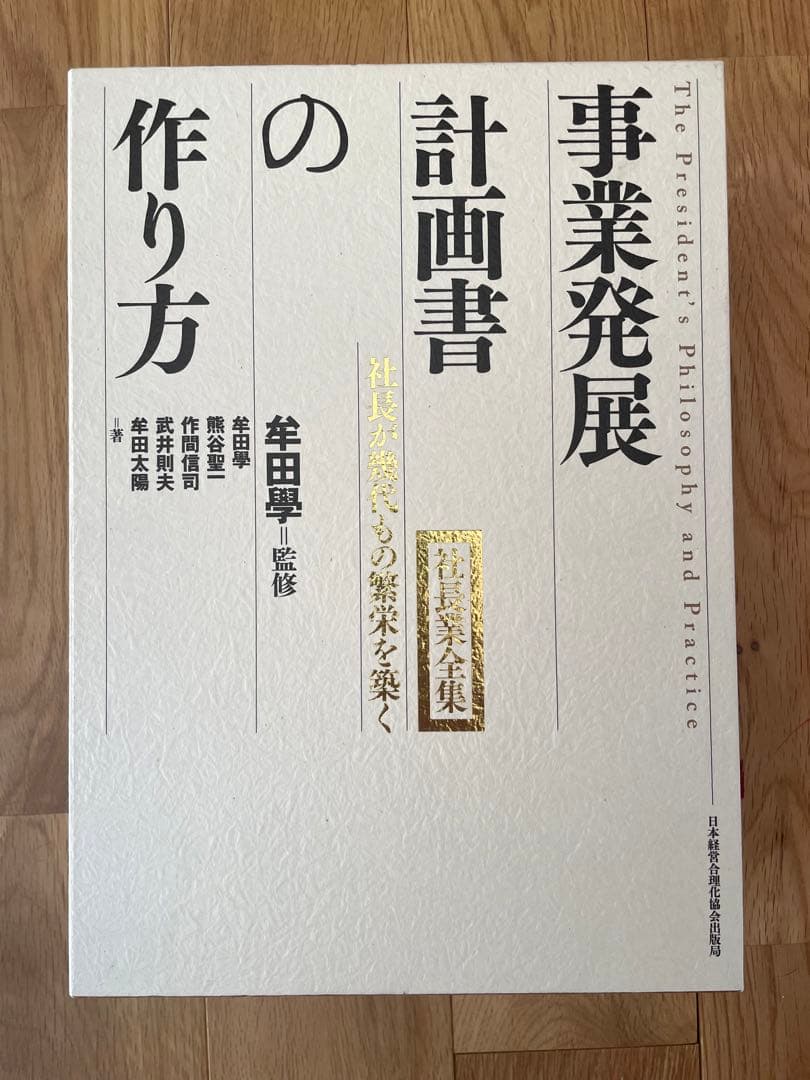 The President's Philosophy and Practice
事業発展
計画書
の
作り方
社長業全集
社長が幾代もの繁栄を築く
牟田學=監修
牟田學
熊谷聖一
作間信司
武井則夫
牟田太陽
=著
日本経営合理化協会出版局